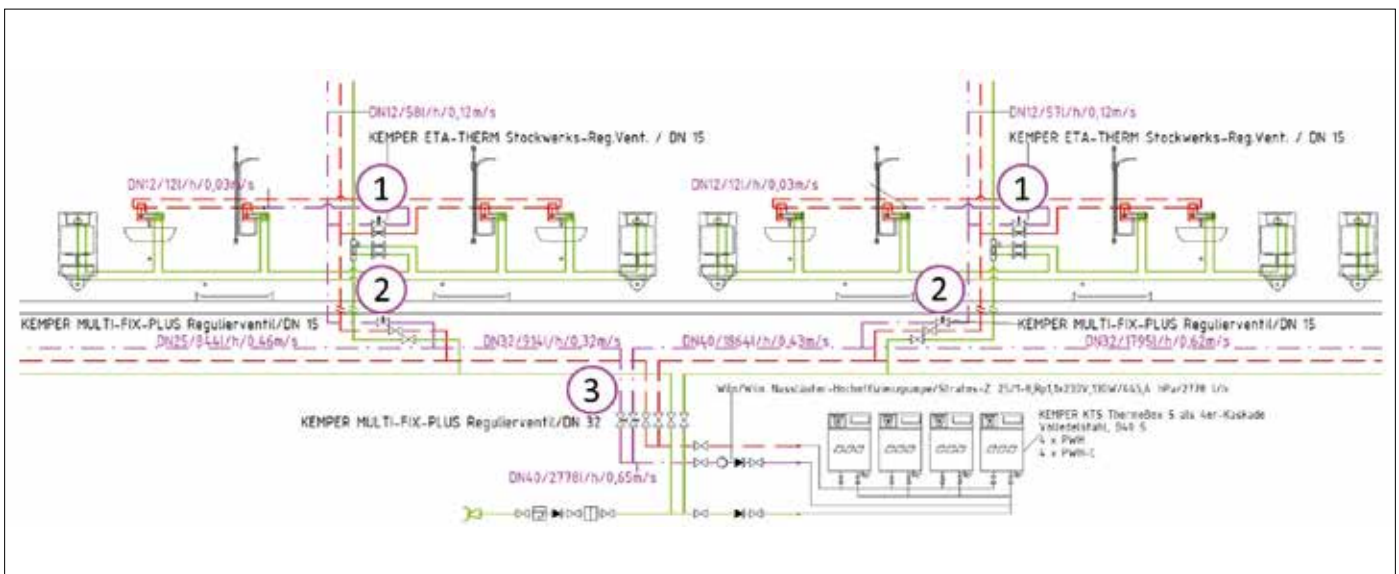 DN12/58l/h/0,12m/s
DN12/57l/h/0,12m/s
KEMPER ETA-THERM Stockwerks-Reg.Vent. / DN 15
KEMPER ETA-THERM Stockwerks-Reg.Vent. / DN 15
1
1
DN12/12l/h/0,03m/s
DN12/12l/h/0,03m/s
2
2
KEMPER MULTI-FIX-PLUS Regulierventil/DN 15
KEMPER MULTI-FIX-PLUS Regulierventil/DN 15
DN25/844l/h/0,46m/s
DN32/914l/h/0,32m/s
DN40/1864l/h/0,43m/s
DN32/1795l/h/0,62m/s
3
KEMPER MULTI-FIX-PLUS Regulierventil/DN 32
KEMPER KTS ThermoBox S als 4er-Kaskade
Volledelstahl,
4 x PWH
4 x PWH-C
DN40/2778l/h/0,65m/s